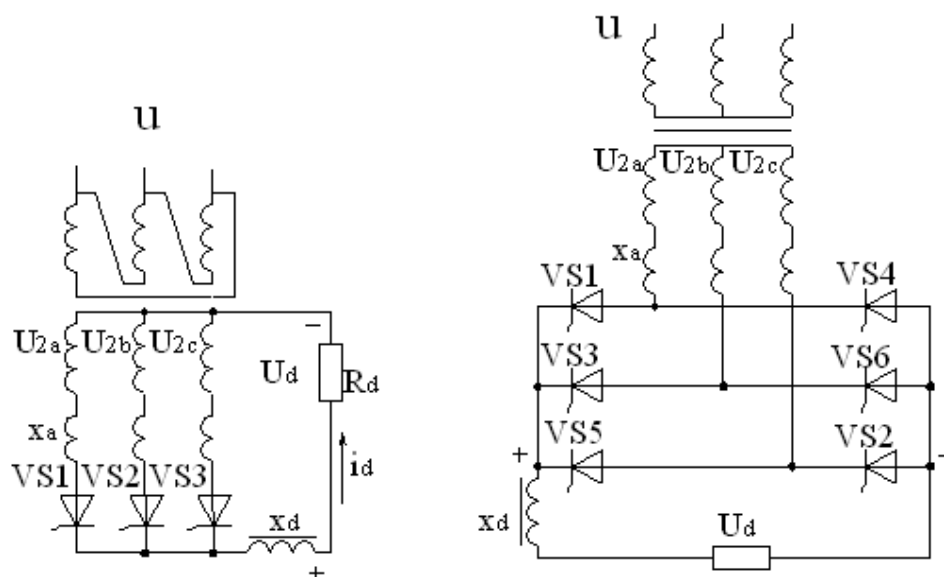 u
U2a U2b U2c
xa
VS1 VS2 VS3
−
Ud
Rd
id
xd
+
u
U2a U2b U2c
xa
VS1 VS4
VS3 VS6
VS5 VS2
+ −
xd
Ud